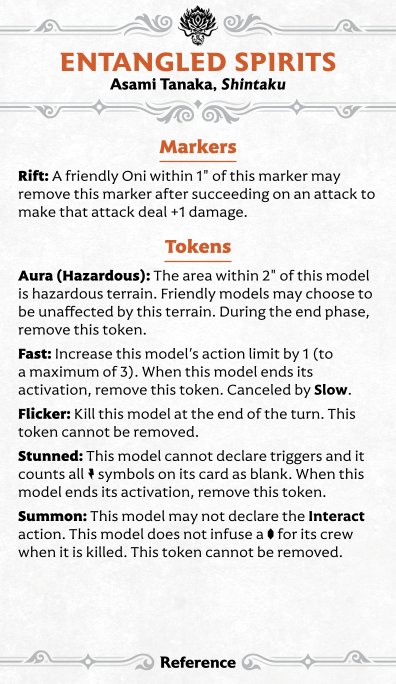 ENTANGLED SPIRITS
Asami Tanaka, Shintaku
Markers
Rift: A friendly Oni within 1" of this marker may
remove this marker after succeeding on an attack to
make that attack deal +1 damage.
Tokens
Aura (Hazardous): The area within 2" of this model
is hazardous terrain. Friendly models may choose to
be unaffected by this terrain. During the end phase,
remove this token.
Fast: Increase this model's action limit by 1 (to
a maximum of 3). When this model ends its
activation, remove this token. Canceled by Slow.
Flicker: Kill this model at the end of the turn. This
token cannot be removed.
Stunned: This model cannot declare triggers and it
counts all symbols on its card as blank. When this
model ends its activation, remove this token.
Summon: This model may not declare the Interact
action. This model does not infuse a for its crew
when it is killed. This token cannot be removed.
Reference